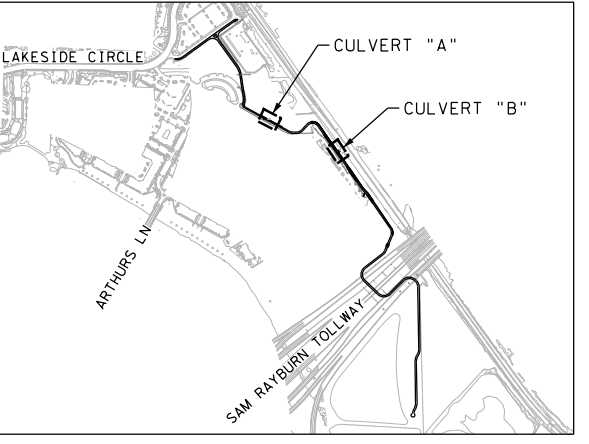 LAKESIDE CIRCLE
CULVERT "A"
CULVERT "B"
ARTHURS LN
SAM RAYBURN TOLLWAY